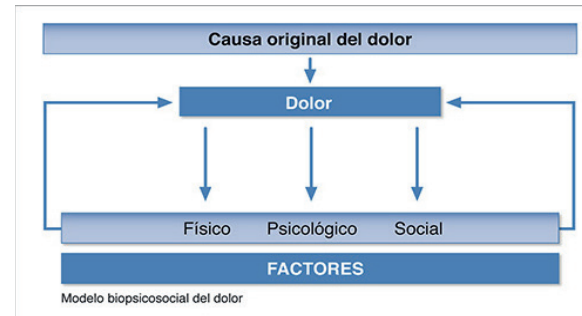 Causa original del dolor
Dolor
Físico Psicológico Social
FACTORES
Modelo biopsicosocial del dolor